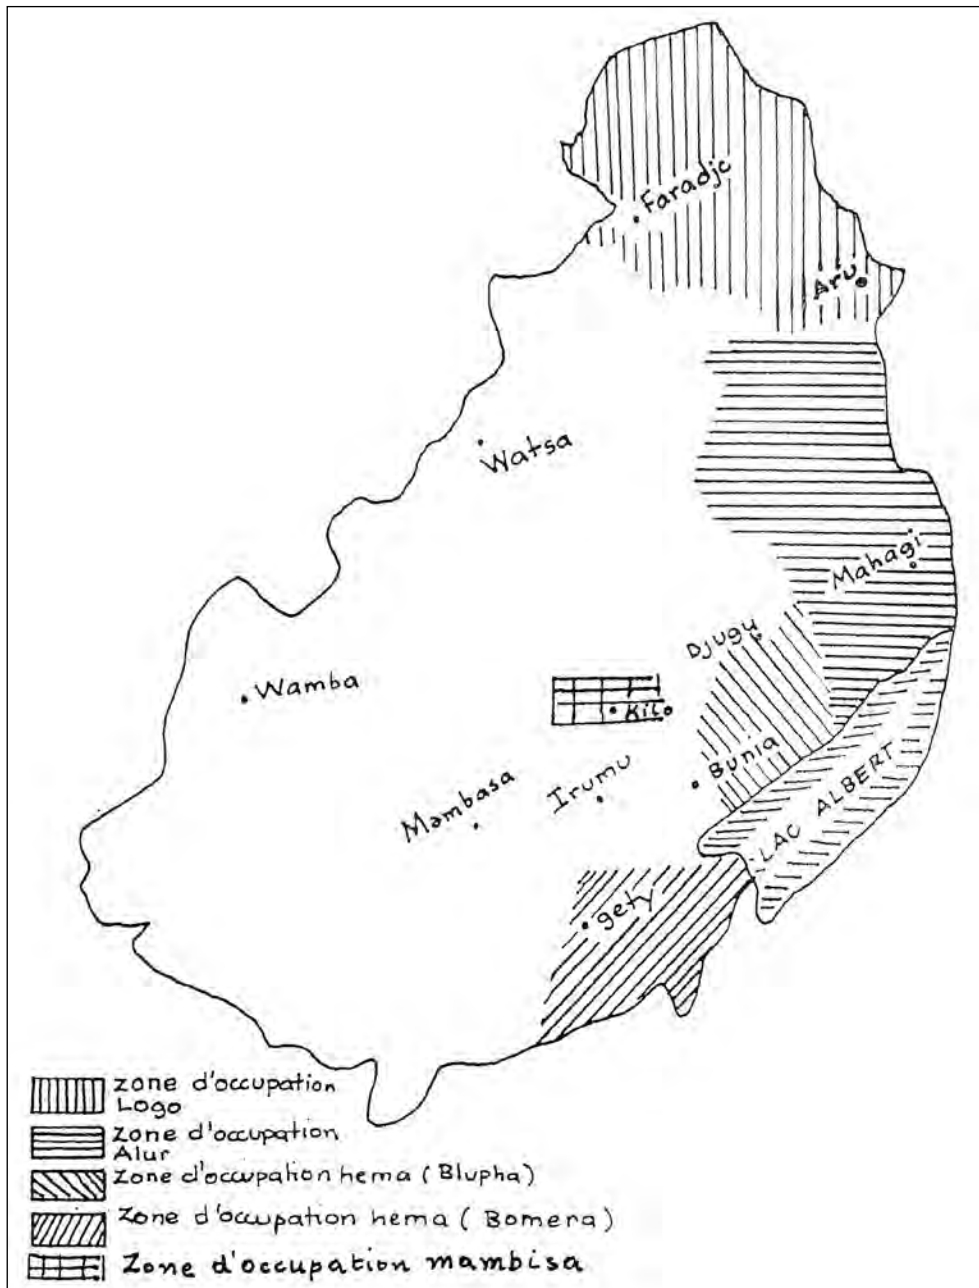 Faradje
Aru
Watsa
Mahagi
Djugu
Wamba
Kilo
Bunia
Mambasa
Irumu
LAC ALBERT
gety
zone d'occupation
Logo
Zone d'occupation
Alur
Zone d'occupation hema (Blupha)
Zone d'occupation hema (Bomera)
Zone d'occupation mambisa